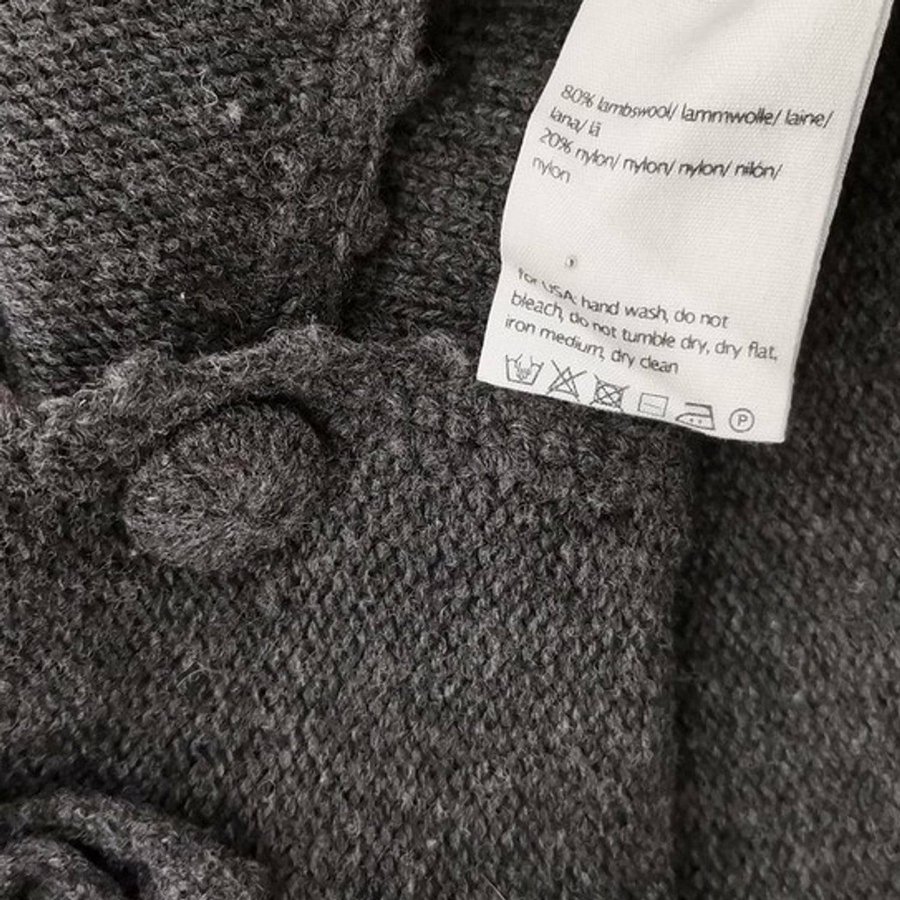 80% lambswool/ lammwolle/ laine/
lana/ lã
20% nylon/ nylon/ nylon/ nilón/
nylon
for USA: hand wash, do not
bleach, do not tumble dry, dry flat,
iron medium, dry clean
P